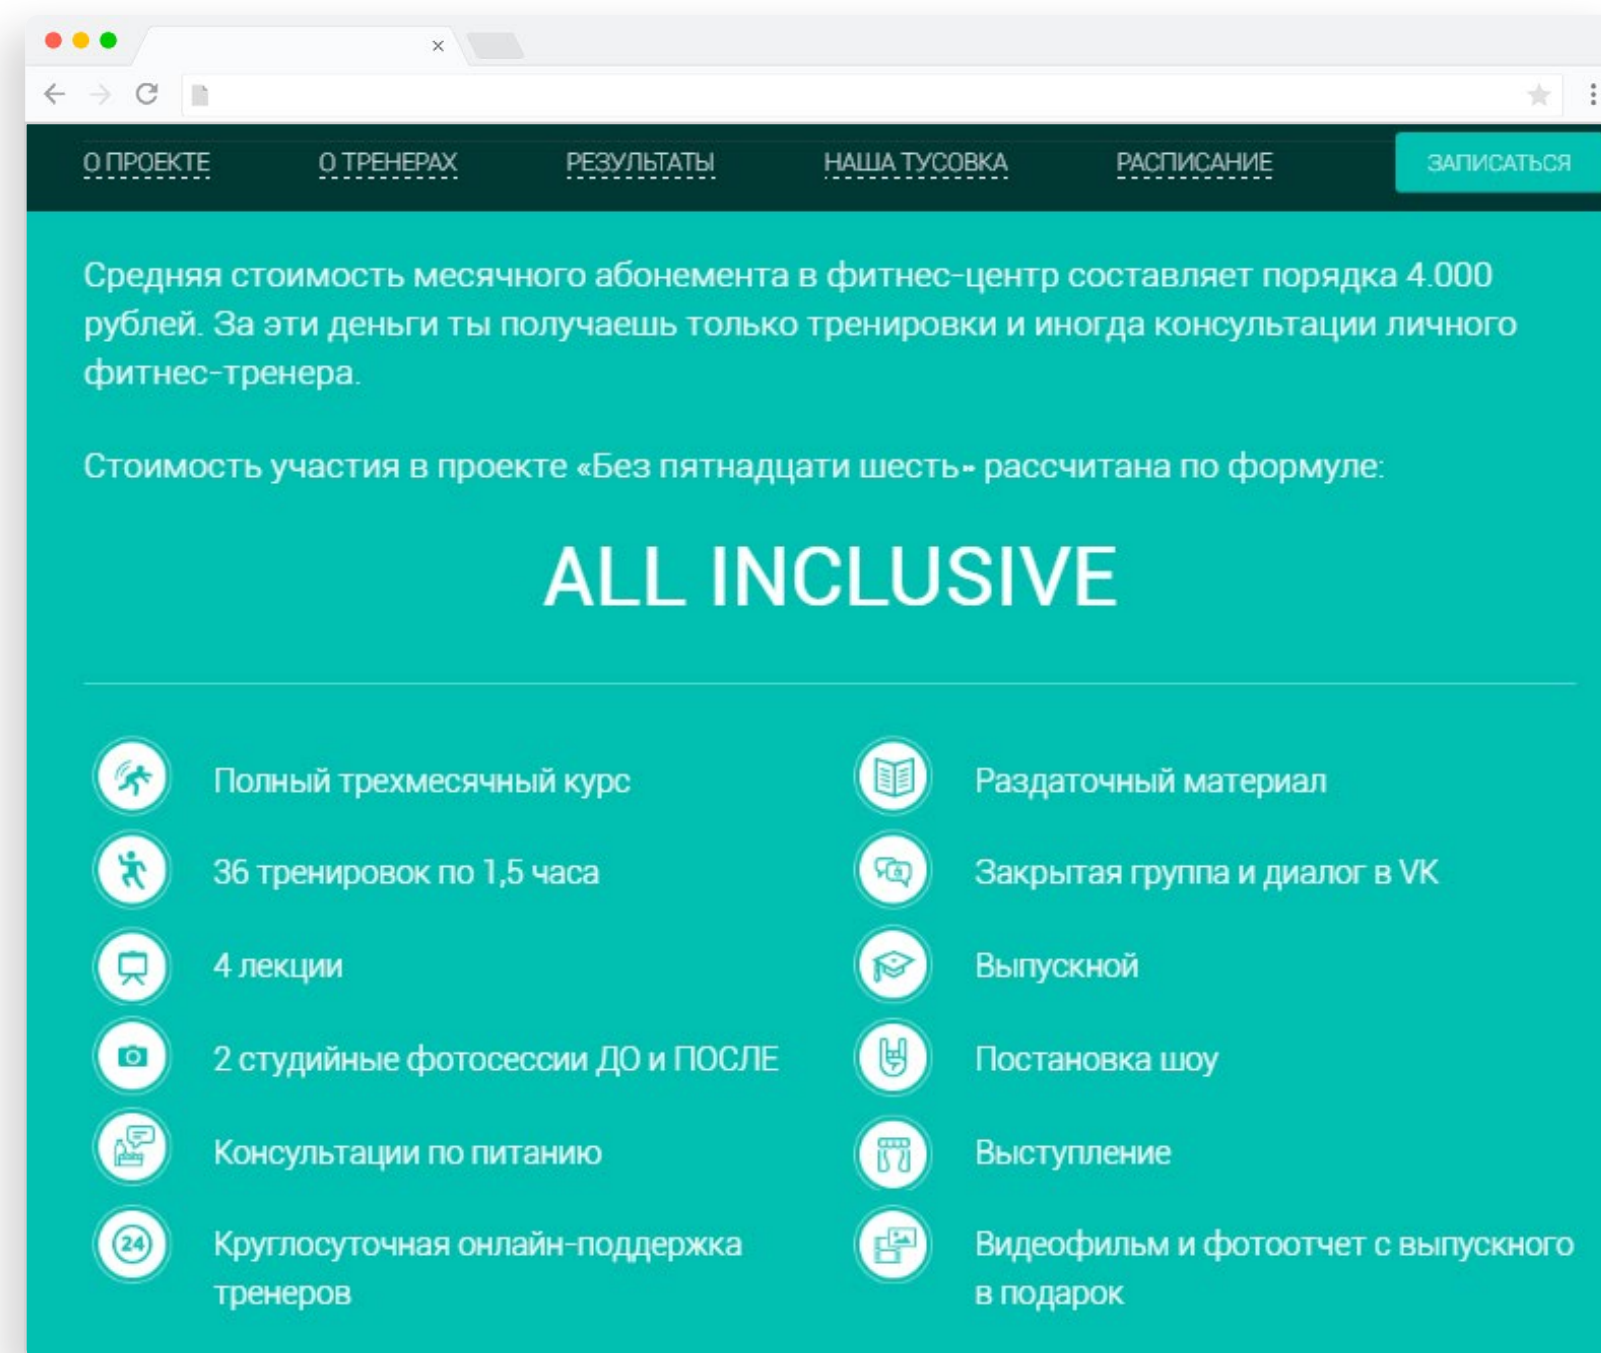 О ПРОЕКТЕ О ТРЕНЕРАХ РЕЗУЛЬТАТЫ НАША ТУСОВКА РАСПИСАНИЕ ЗАПИСАТЬСЯ
Средняя стоимость месячного абонемента в фитнес-центр составляет порядка 4.000
рублей. За эти деньги ты получаешь только тренировки и иногда консультации личного
фитнес-тренера.
Стоимость участия в проекте «Без пятнадцати шесть» рассчитана по формуле:
ALL INCLUSIVE
Полный трехмесячный курс
36 тренировок по 1,5 часа
4 лекции
2 студийные фотосессии ДО и ПОСЛЕ
Консультации по питанию
24
Круглосуточная онлайн-поддержка
тренеров
Раздаточный материал
Закрытая группа и диалог в VK
Выпускной
Постановка шоу
Выступление
Видеофильм и фотоотчет с выпускного
в подарок